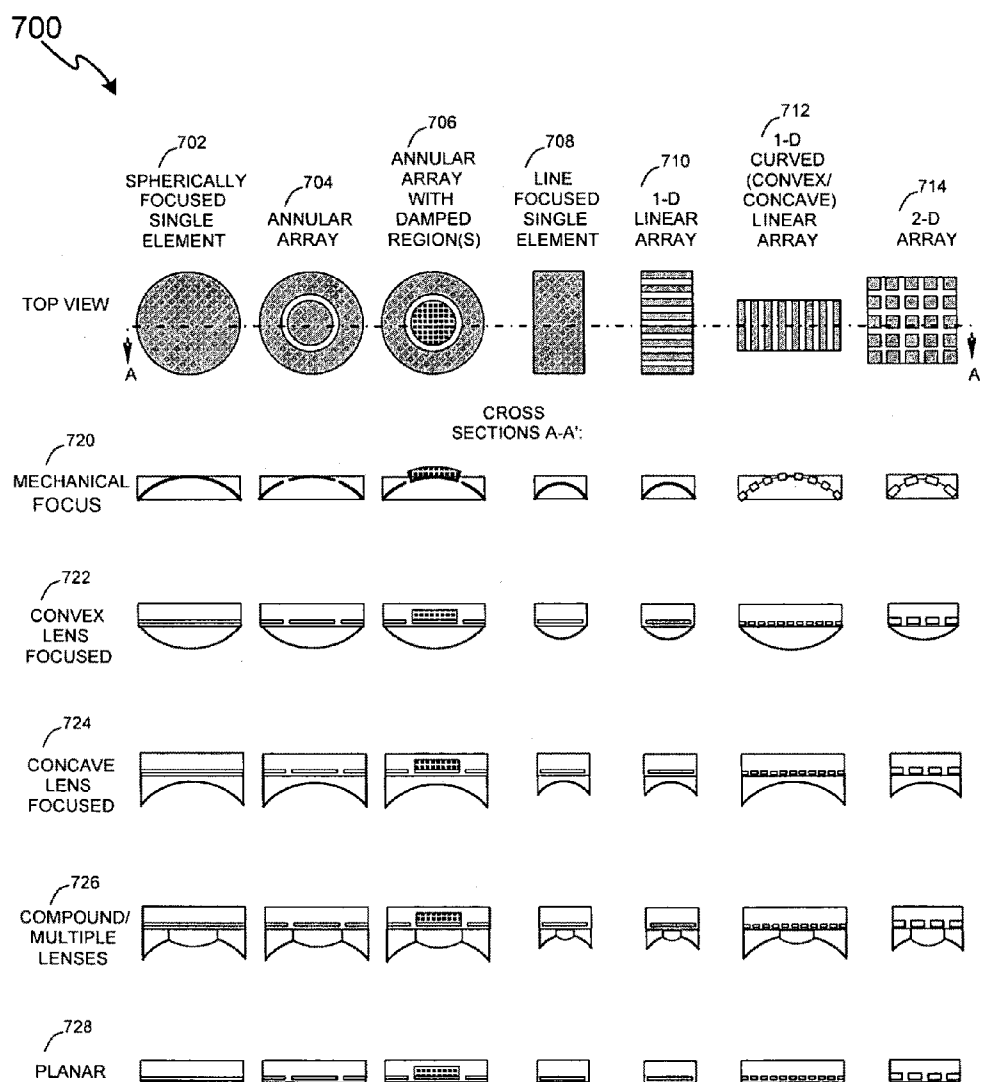 700
702
SPHERICALLY
FOCUSED
SINGLE
ELEMENT
704
ANNULAR
ARRAY
706
ANNULAR
ARRAY
WITH
DAMPED
REGION(S)
708
LINE
FOCUSED
SINGLE
ELEMENT
710
1-D
LINEAR
ARRAY
712
1-D
CURVED
(CONVEX/
CONCAVE)
LINEAR
ARRAY
714
2-D
ARRAY
TOP VIEW
A
A
CROSS
SECTIONS A-A':
720
MECHANICAL
FOCUS
722
CONVEX
LENS
FOCUSED
724
CONCAVE
LENS
FOCUSED
726
COMPOUND/
MULTIPLE
LENSES
728
PLANAR